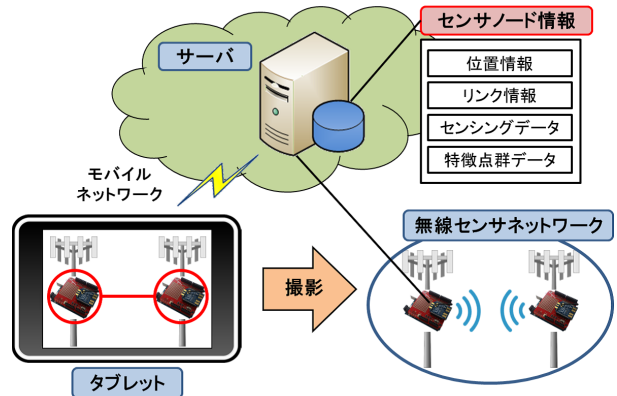 センサノード情報
サーバ
位置情報
リンク情報
センシングデータ
特徴点群データ
モバイル
ネットワーク
無線センサネットワーク
撮影
タブレット